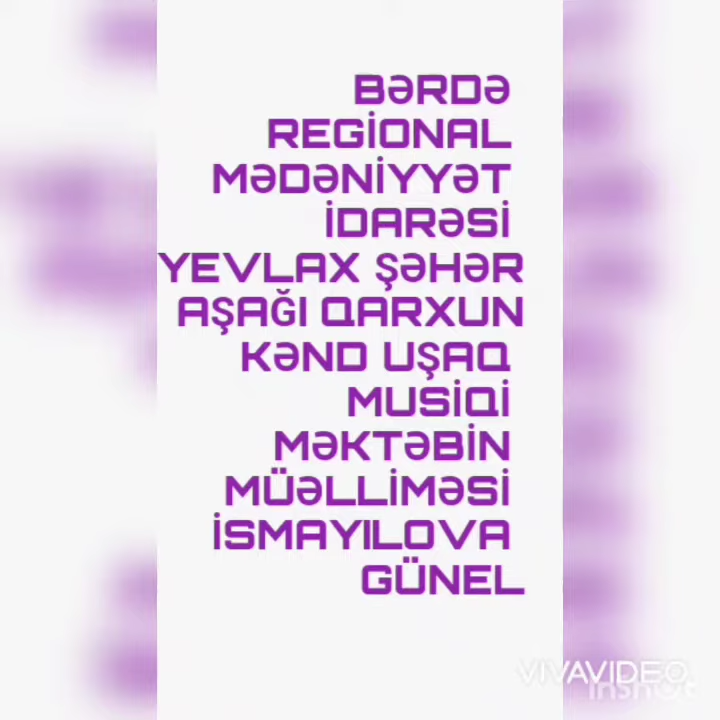 BƏRDƏ
REGİONAL
MƏDƏNİYYƏT
İDARƏSİ
YEVLAX ŞƏHƏR
AŞAĞI QARXUN
KƏND UŞAQ
MUSİQİ
MƏKTƏBİN
MÜƏLLİMƏSİ
İSMAYILOVA
GÜNEL
VIVAVIDEO
InShOt